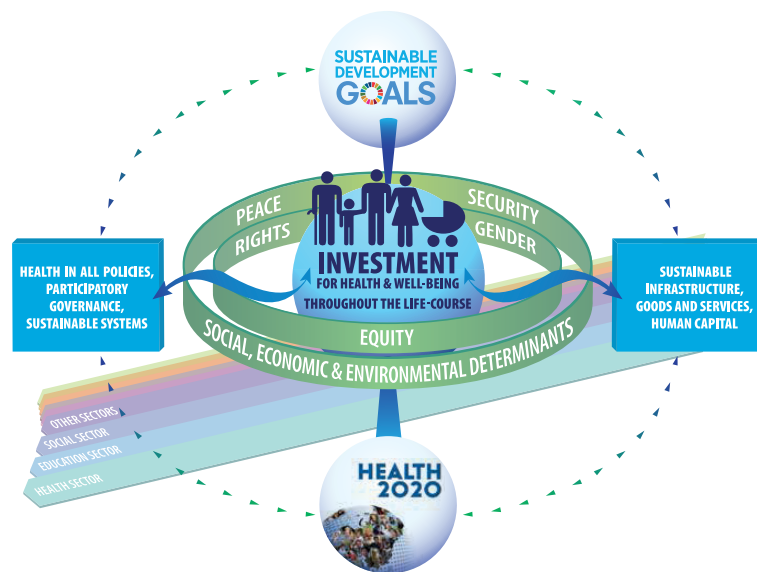 SUSTAINABLE
DEVELOPMENT
GOALS
PEACE
SECURITY
RIGHTS
GENDER
INVESTMENT
FOR HEALTH & WELL-BEING
THROUGHOUT THE LIFE-COURSE
HEALTH IN ALL POLICIES,
PARTICIPATORY
GOVERNANCE,
SUSTAINABLE SYSTEMS
SUSTAINABLE
INFRASTRUCTURE,
GOODS AND SERVICES,
HUMAN CAPITAL
EQUITY
SOCIAL, ECONOMIC & ENVIRONMENTAL DETERMINANTS
OTHER SECTORS
SOCIAL SECTOR
EDUCATION SECTOR
HEALTH SECTOR
HEALTH
2020